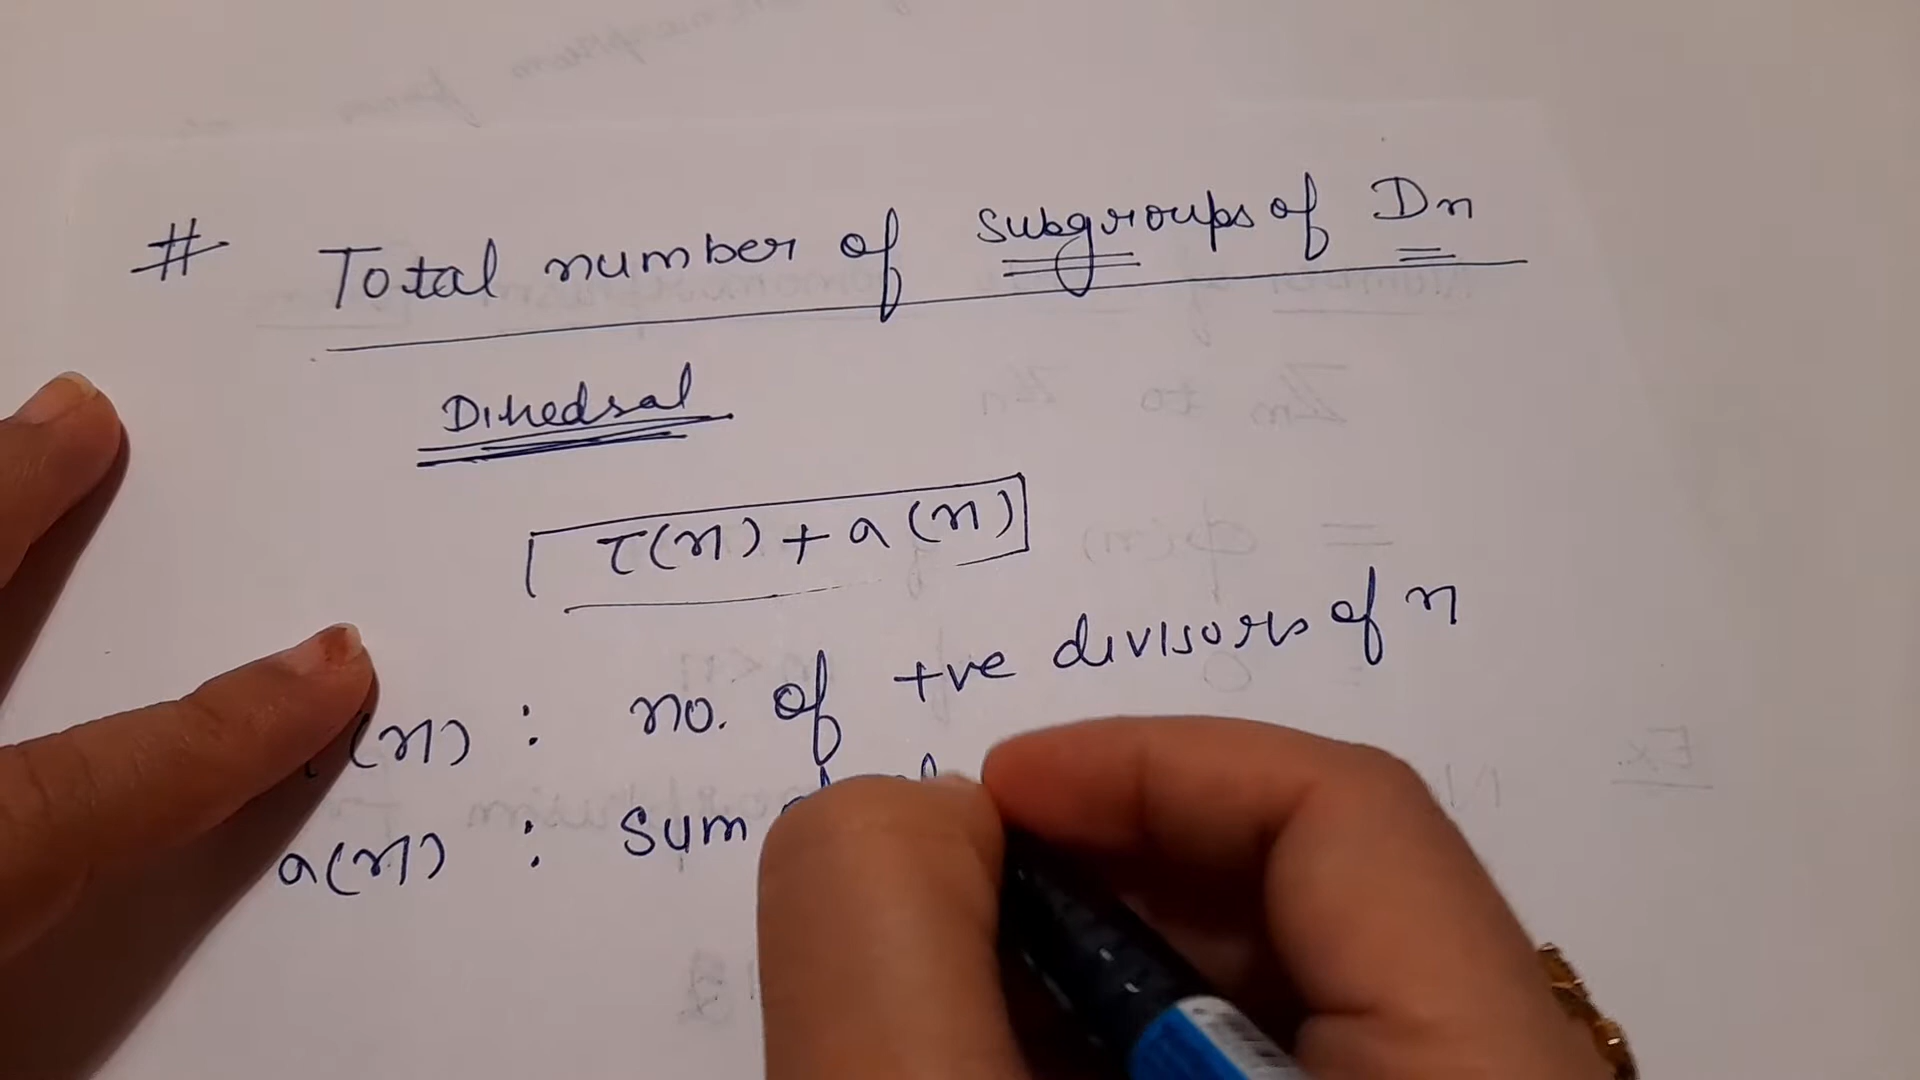 # Total number of subgroups of Dn
Dihedral
τ(n) + a(n)
(n) : no. of +ve divisors of n
a(n) : sum